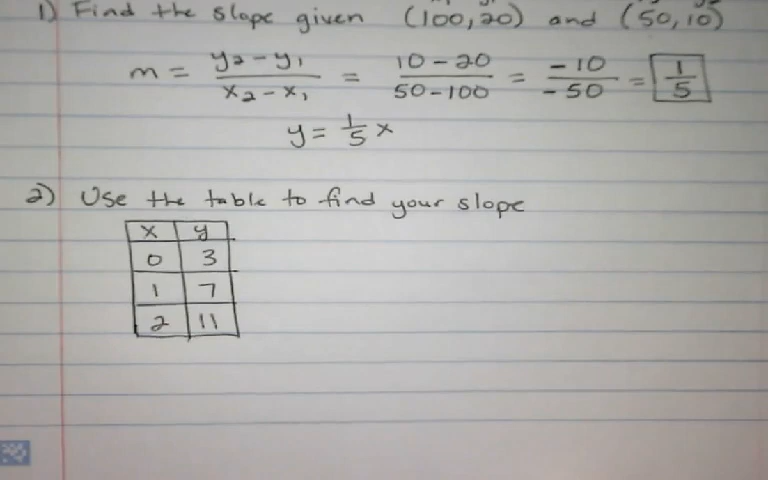 1) Find the slope given (100,20) and (50,10)
m = y2-y1/x2-x1 = 10-20/50-100 = -10/-50 = 1/5
y = 1/5 x
2) Use the table to find your slope
x y
0 3
1 7
2 11